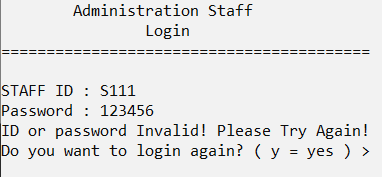 Administration Staff
Login
=========================================
STAFF ID : S111
Password : 123456
ID or password Invalid! Please Try Again!
Do you want to login again? ( y = yes ) >